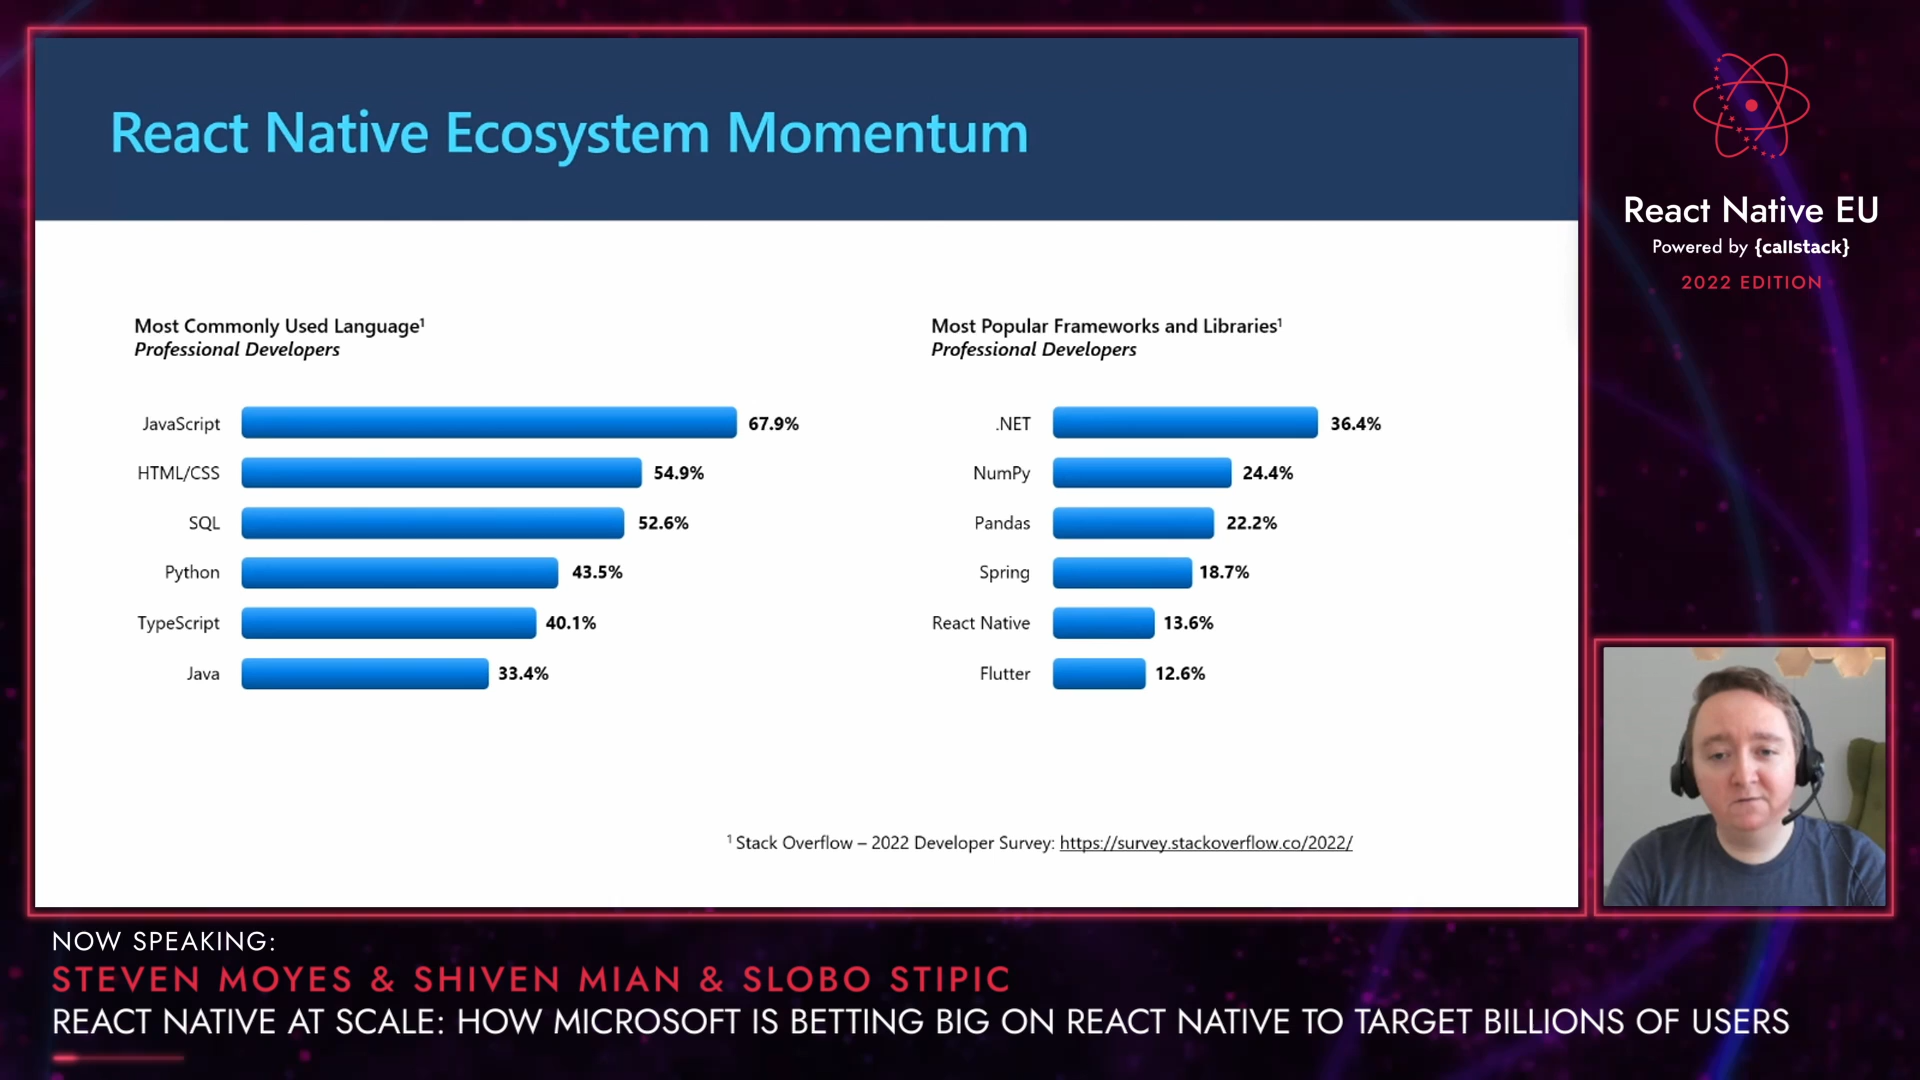 React Native Ecosystem Momentum
Most Commonly Used Language¹
Professional Developers
JavaScript 67.9%
HTML/CSS 54.9%
SQL 52.6%
Python 43.5%
TypeScript 40.1%
Java 33.4%
Most Popular Frameworks and Libraries¹
Professional Developers
.NET 36.4%
NumPy 24.4%
Pandas 22.2%
Spring 18.7%
React Native 13.6%
Flutter 12.6%
¹ Stack Overflow – 2022 Developer Survey: https://survey.stackoverflow.co/2022/
React Native EU
Powered by {callstack}
2022 EDITION
NOW SPEAKING:
STEVEN MOYES & SHIVEN MIAN & SLOBO STIPIC
REACT NATIVE AT SCALE: HOW MICROSOFT IS BETTING BIG ON REACT NATIVE TO TARGET BILLIONS OF USERS